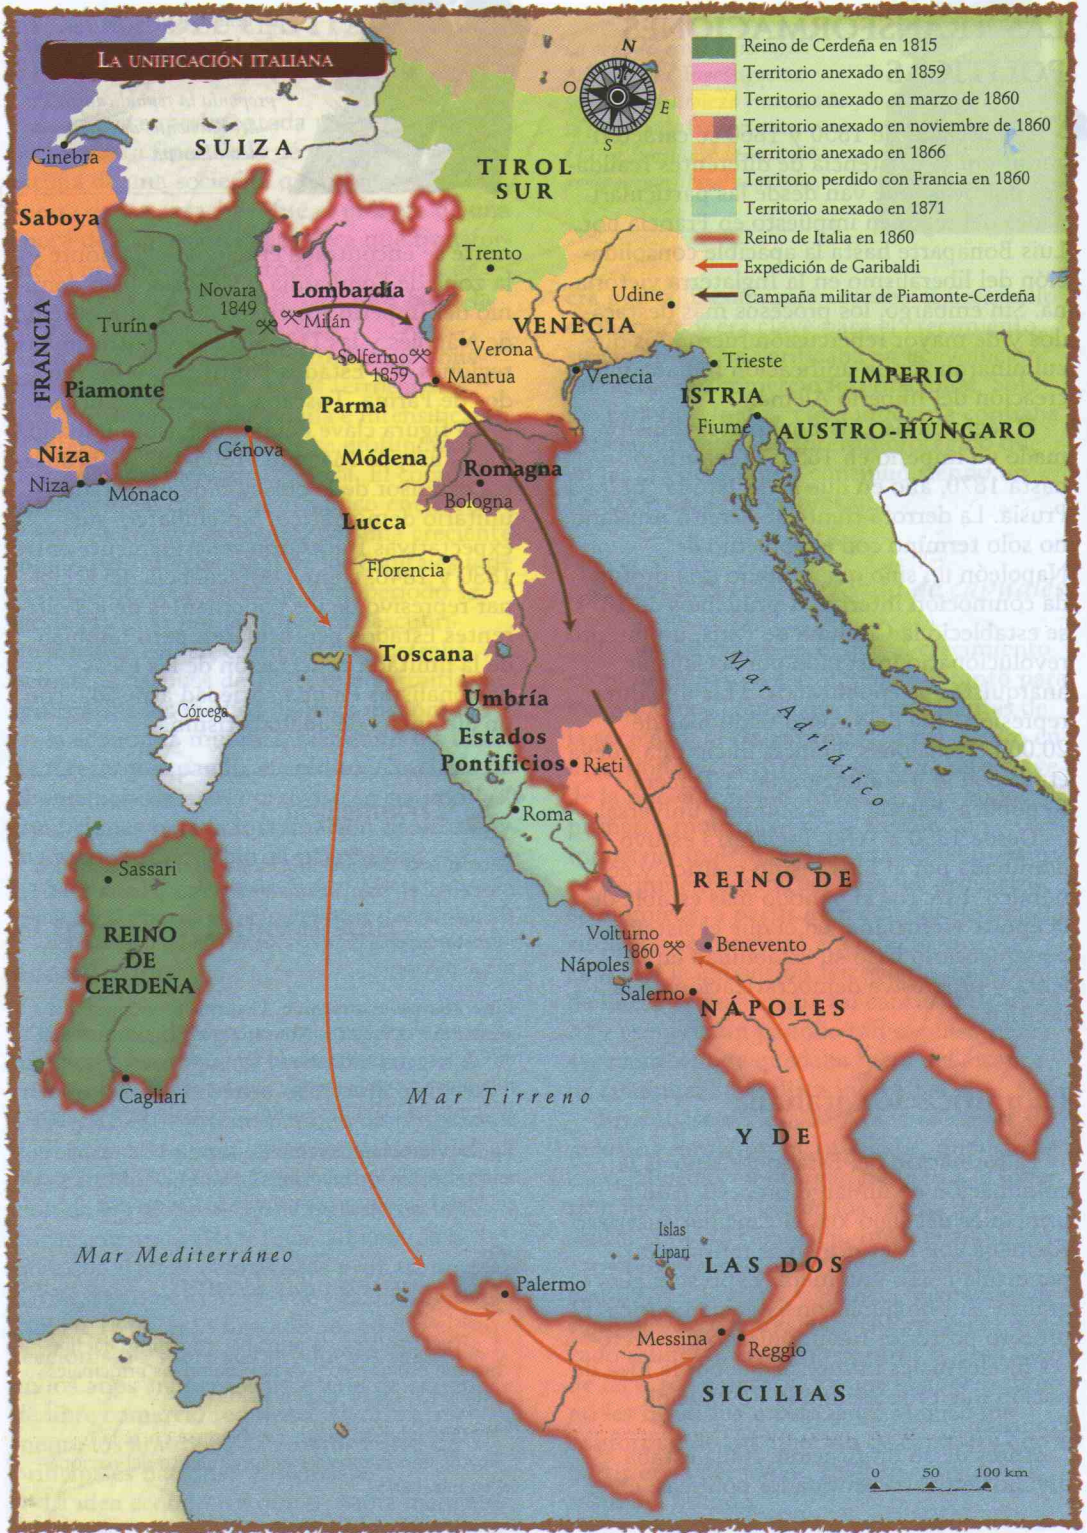 LA UNIFICACIÓN ITALIANA
Reino de Cerdeña en 1815
Territorio anexado en 1859
Territorio anexado en marzo de 1860
Territorio anexado en noviembre de 1860
Territorio anexado en 1866
Territorio perdido con Francia en 1860
Territorio anexado en 1871
Reino de Italia en 1860
Expedición de Garibaldi
Campaña militar de Piamonte-Cerdeña
N
O
E
S
Ginebra
SUIZA
TIROL
SUR
Saboya
Trento
Novara
1849
Lombardía
Udine
Turín
Milán
VENECIA
FRANCIA
Solferino
1859
Verona
Trieste
Piamonte
Mantua
Venecia
IMPERIO
AUSTRO-HÚNGARO
ISTRIA
Parma
Fiume
Niza
Génova
Módena
Romagna
Niza
Mónaco
Bologna
Lucca
Florencia
Toscana
Mar Adriático
Umbría
Córcega
Estados
Pontificios
Rieti
Roma
Sassari
REINO DE
REINO
DE
CERDEÑA
Volturno
1860
Benevento
Nápoles
Salerno
NÁPOLES
Cagliari
Mar Tirreno
Y DE
Islas
Lipari
Mar Mediterráneo
LAS DOS
Palermo
Messina
Reggio
SICILIAS
0 50 100 km